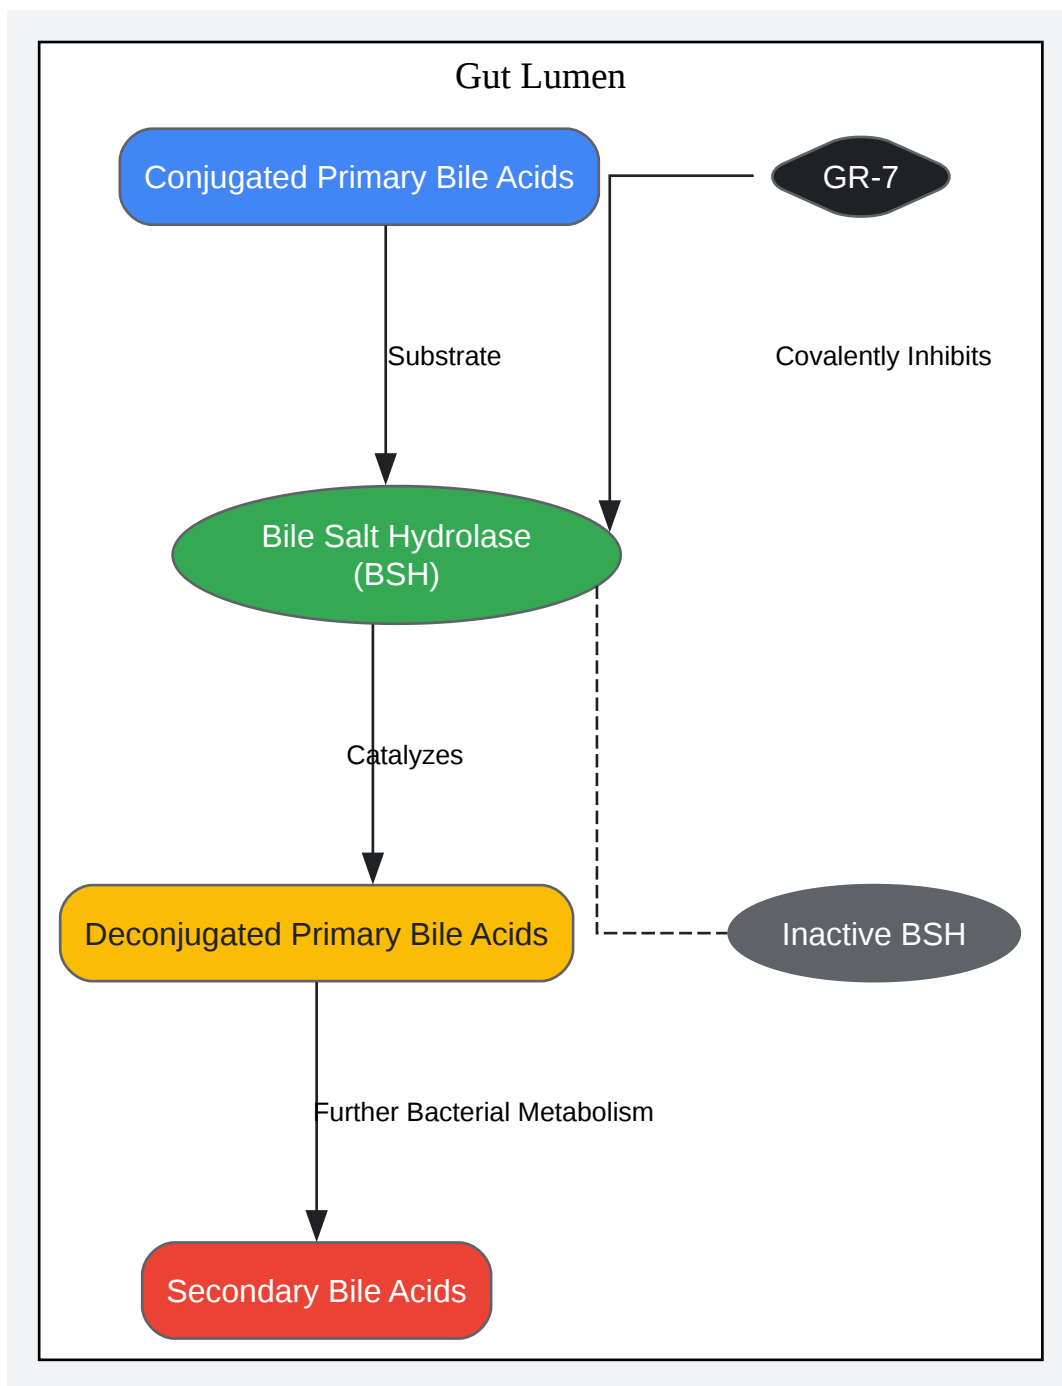 Gut Lumen
Conjugated Primary Bile Acids
GR-7
Substrate
Covalently Inhibits
Bile Salt Hydrolase
(BSH)
Catalyzes
Deconjugated Primary Bile Acids
Inactive BSH
Further Bacterial Metabolism
Secondary Bile Acids